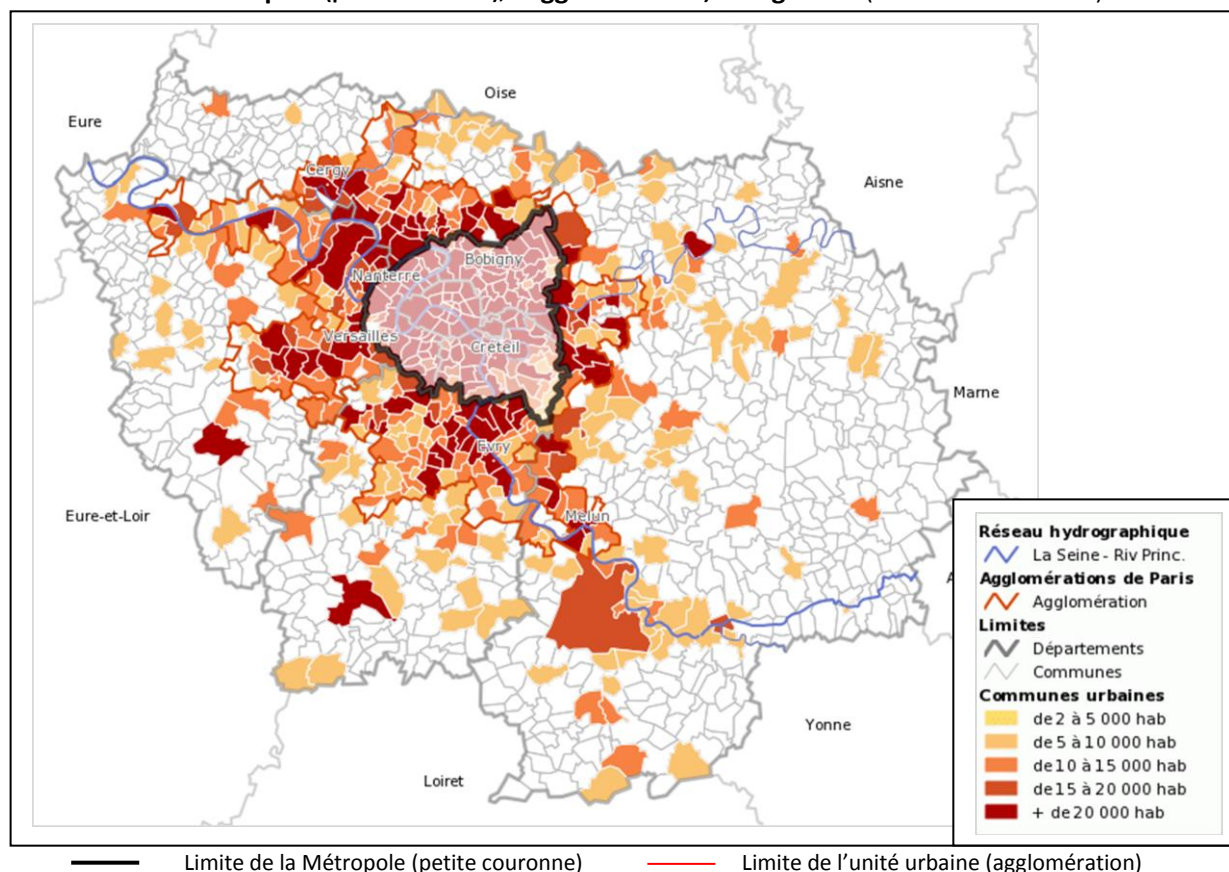 Oise
Eure
Aisne
Cergy
Bobigny
Nanterre
Versailles
Créteil
Marne
Evry
Eure-et-Loir
Melun
Réseau hydrographique
La Seine - Riv Princ.
Agglomérations de Paris
Agglomération
Limites
Départements
Communes
Communes urbaines
de 2 à 5 000 hab
de 5 à 10 000 hab
de 10 à 15 000 hab
de 15 à 20 000 hab
+ de 20 000 hab
Yonne
Loiret
Limite de la Métropole (petite couronne) Limite de l’unité urbaine (agglomération)